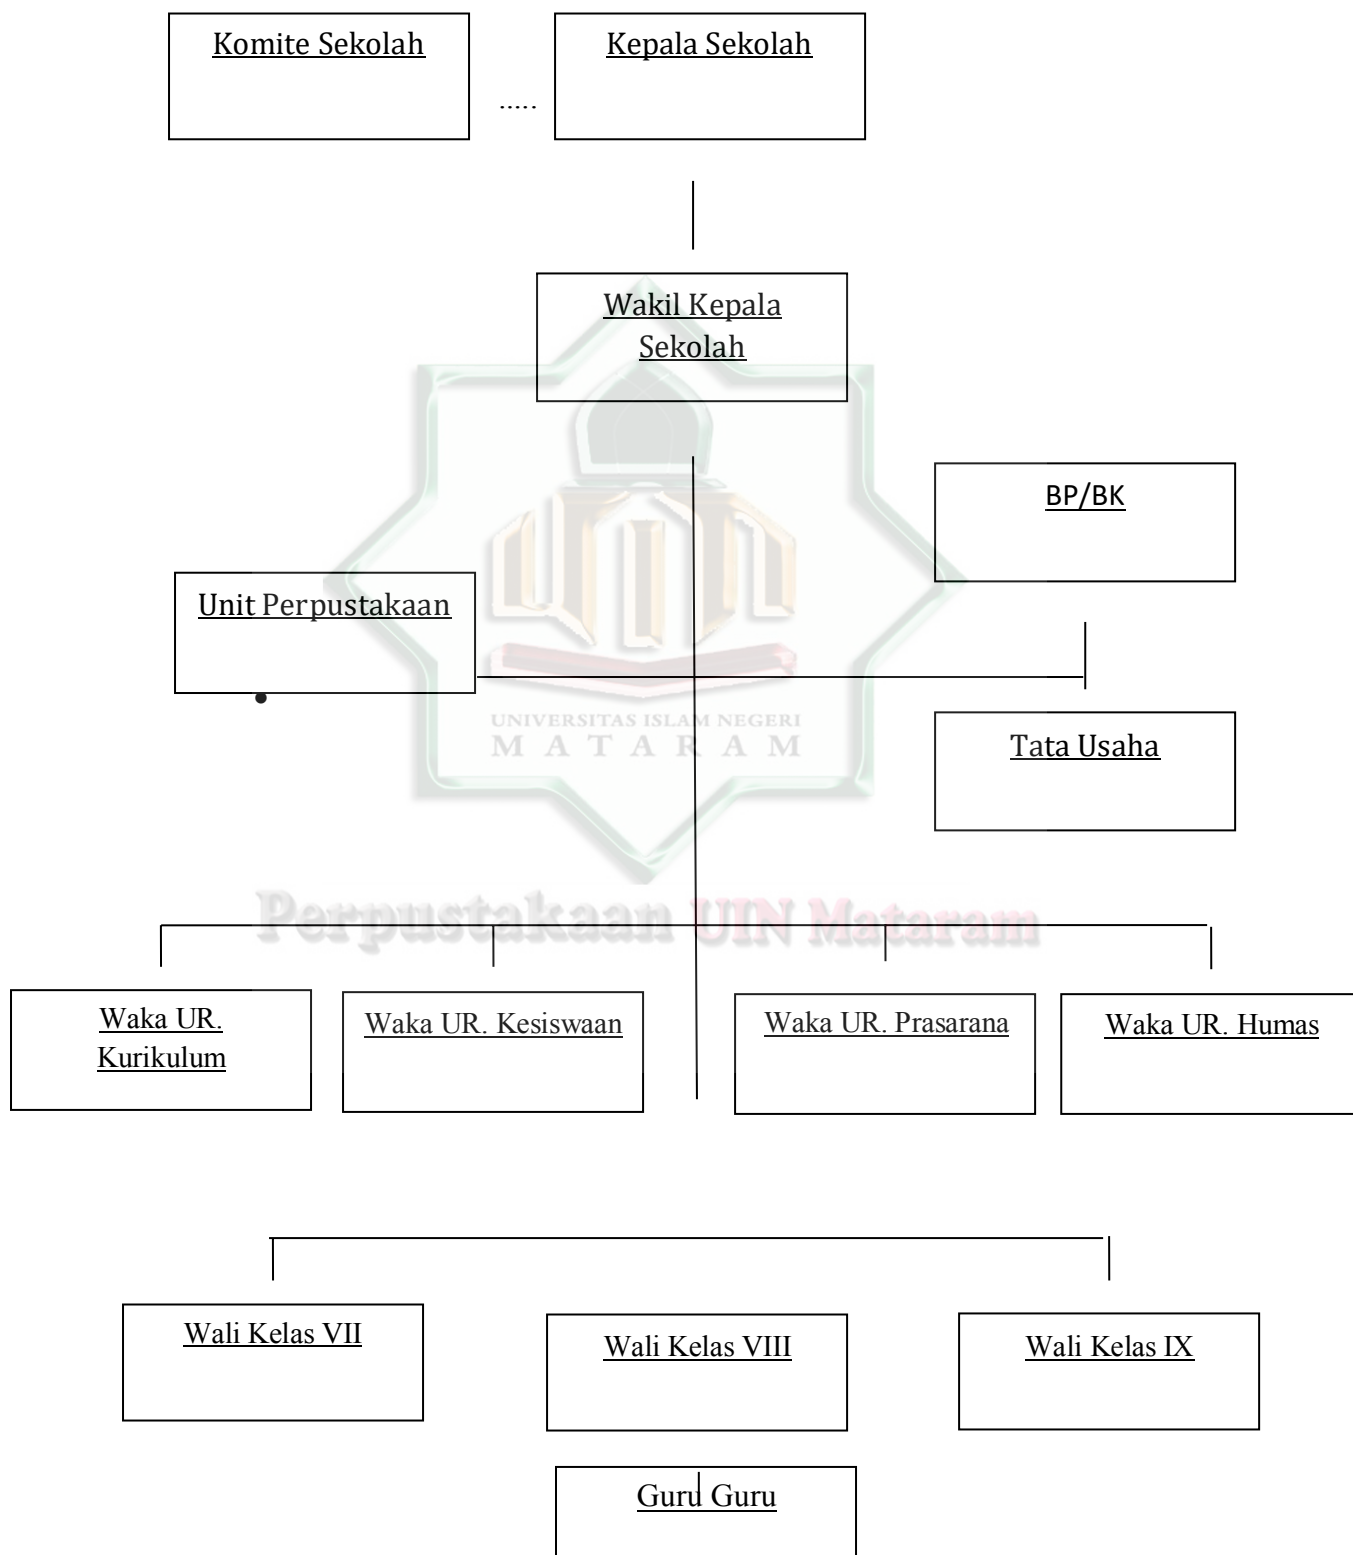 Komite Sekolah
Kepala Sekolah
.....
Wakil Kepala
Sekolah
BP/BK
Unit Perpustakaan
UNIVERSITAS ISLAM NEGERI
MATARAM
Tata Usaha
Perpustakaan UIN Mataram
Waka UR.
Kurikulum
Waka UR. Kesiswaan
Waka UR. Prasarana
Waka UR. Humas
Wali Kelas VII
Wali Kelas VIII
Wali Kelas IX
Guru Guru